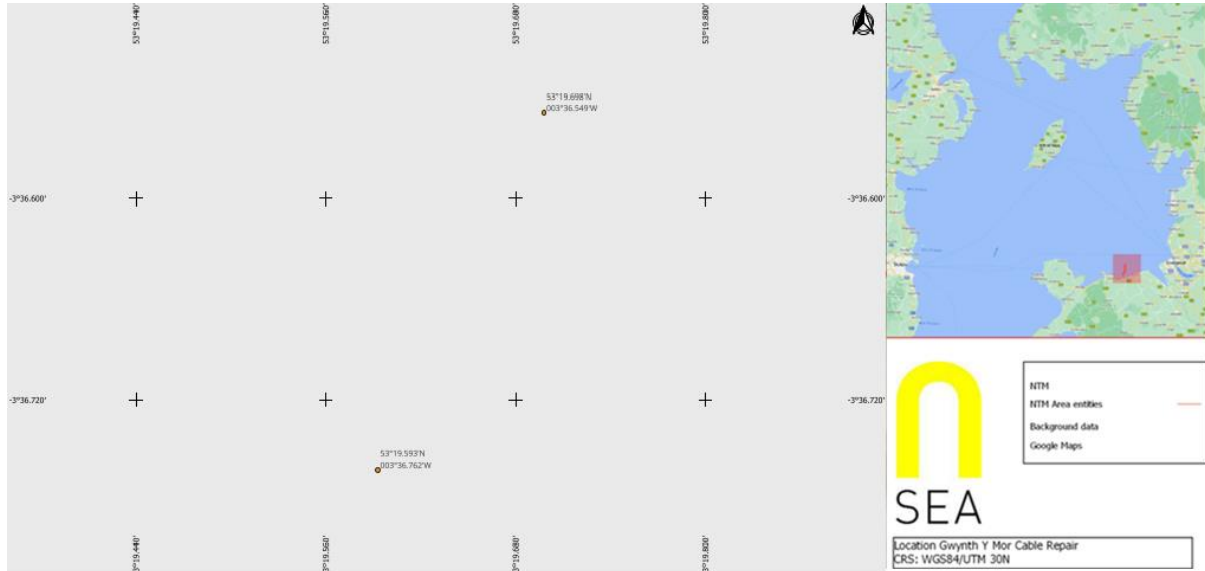 53°19.440'
53°19.560'
53°19.680'
53°19.800'
53°19.698'N
003°36.549'W
-3°36.600'
-3°36.600'
-3°36.720'
-3°36.720'
53°19.593'N
003°36.762'W
53°19.440'
53°19.560'
53°19.680'
53°19.800'
SEA
NTM
NTM Area entities
Background data
Google Maps
Location Gwynth Y Mor Cable Repair
CRS: WGS84/UTM 30N